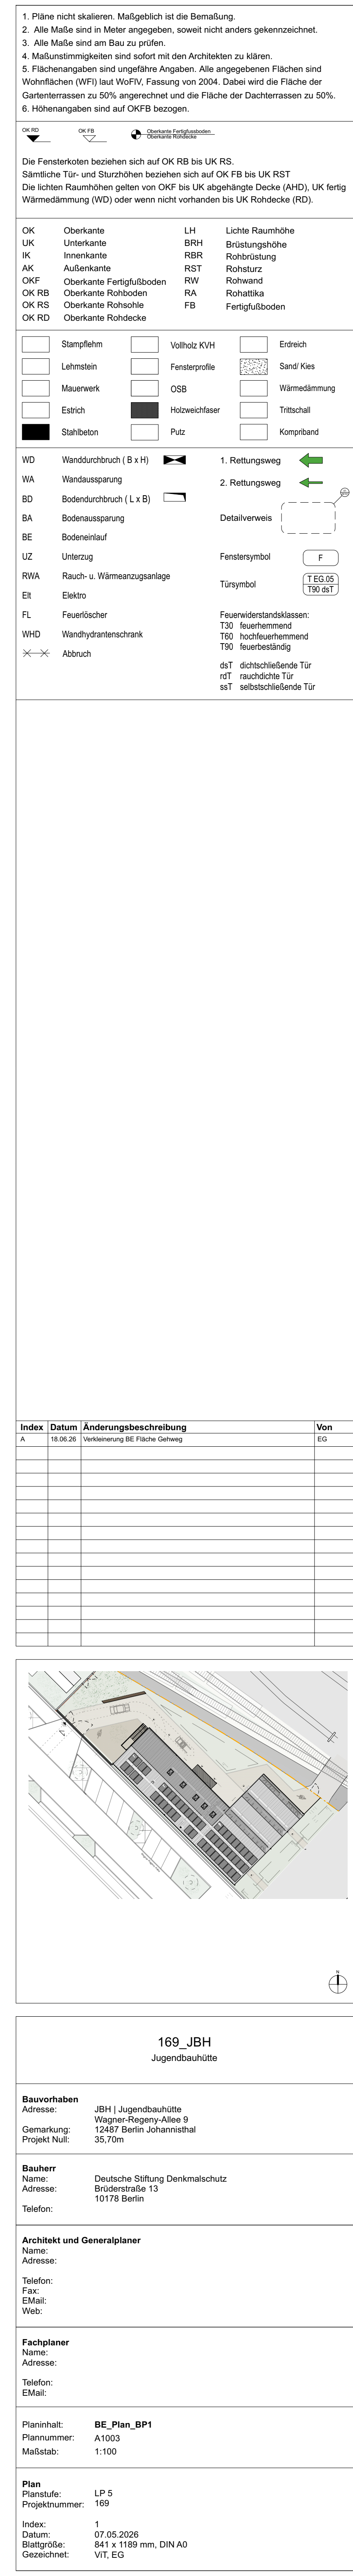 1. Pläne nicht skalieren. Maßgeblich ist die Bemaßung.
2. Alle Maße sind in Meter angegeben, soweit nicht anders gekennzeichnet.
3. Alle Maße sind am Bau zu prüfen.
4. Maßunstimmigkeiten sind sofort mit den Architekten zu klären.
5. Flächenangaben sind ungefähre Angaben. Alle angegebenen Flächen sind
Wohnflächen (WFI) laut WoFIV, Fassung von 2004. Dabei wird die Fläche der
Gartenterrassen zu 50% angerechnet und die Fläche der Dachterrassen zu 50%.
6. Höhenangaben sind auf OKFB bezogen.
OK RD OK FB Oberkante Fertigfussboden
Oberkante Rohdecke
Die Fensterkoten beziehen sich auf OK RB bis UK RS.
Sämtliche Tür- und Sturzhöhen beziehen sich auf OK FB bis UK RST
Die lichten Raumhöhen gelten von OKF bis UK abgehängte Decke (AHD), UK fertig
Wärmedämmung (WD) oder wenn nicht vorhanden bis UK Rohdecke (RD).
OK Oberkante LH Lichte Raumhöhe
UK Unterkante BRH Brüstungshöhe
IK Innenkante RBR Rohbrüstung
AK Außenkante RST Rohsturz
OKF Oberkante Fertigfußboden RW Rohwand
OK RB Oberkante Rohboden RA Rohattika
OK RS Oberkante Rohsohle FB Fertigfußboden
OK RD Oberkante Rohdecke
Stampflehm Vollholz KVH Erdreich
Lehmstein Fensterprofile Sand/ Kies
Mauerwerk OSB Wärmedämmung
Estrich Holzweichfaser Trittschall
Stahlbeton Putz Kompriband
WD Wanddurchbruch ( B x H) 1. Rettungsweg
WA Wandaussparung 2. Rettungsweg
BD Bodendurchbruch ( L x B)
BA Bodenaussparung Detailverweis
BE Bodeneinlauf
UZ Unterzug Fenstersymbol F
RWA Rauch- u. Wärmeanzugsanlage Türsymbol T EG.05
T90 dsT
Elt Elektro
FL Feuerlöscher Feuerwiderstandsklassen:
T30 feuerhemmend
WHD Wandhydrantenschrank T60 hochfeuerhemmend
T90 feuerbeständig
Abbruch
dsT dichtschließende Tür
rdT rauchdichte Tür
ssT selbstschließende Tür
Index Datum Änderungsbeschreibung Von
A 18.06.26 Verkleinerung BE Fläche Gehweg EG
N
169_JBH
Jugendbauhütte
Bauvorhaben
Adresse: JBH | Jugendbauhütte
Wagner-Regeny-Allee 9
Gemarkung: 12487 Berlin Johannisthal
Projekt Null: 35,70m
Bauherr
Name: Deutsche Stiftung Denkmalschutz
Adresse: Brüderstraße 13
10178 Berlin
Telefon:
Architekt und Generalplaner
Name:
Adresse:
Telefon:
Fax:
EMail:
Web:
Fachplaner
Name:
Adresse:
Telefon:
EMail:
Planinhalt: BE_Plan_BP1
Plannummer: A1003
Maßstab: 1:100
Plan
Planstufe: LP 5
Projektnummer: 169
Index: 1
Datum: 07.05.2026
Blattgröße: 841 x 1189 mm, DIN A0
Gezeichnet: ViT, EG